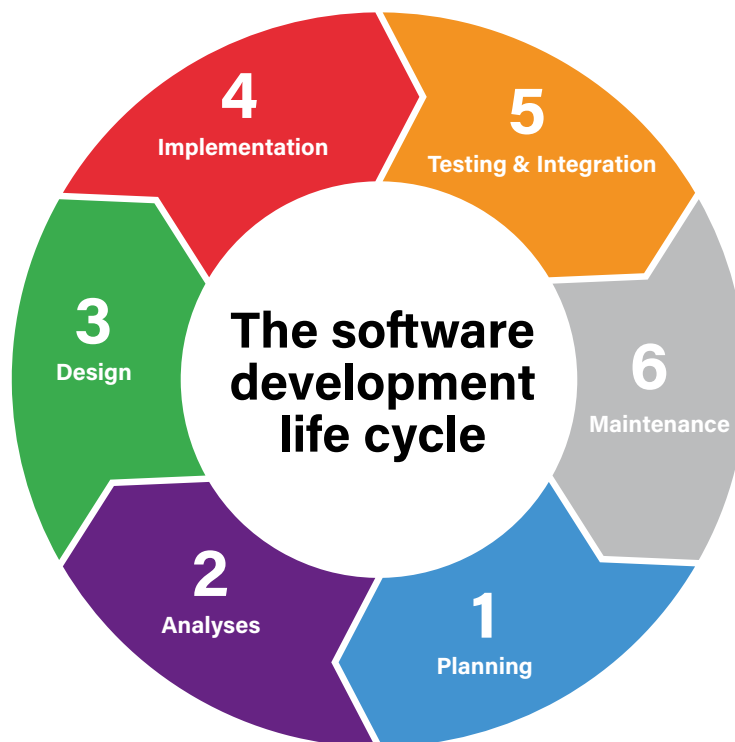 The software
development
life cycle
1
Planning
2
Analyses
3
Design
4
Implementation
5
Testing & Integration
6
Maintenance